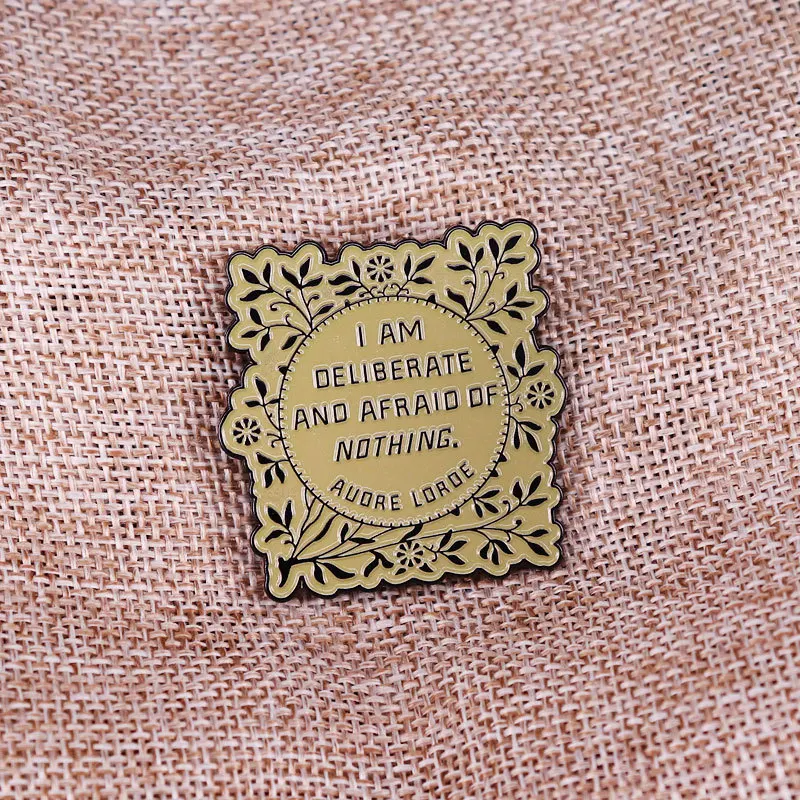 I AM
DELIBERATE
AND AFRAID OF
NOTHING.
AUDRE LORDE